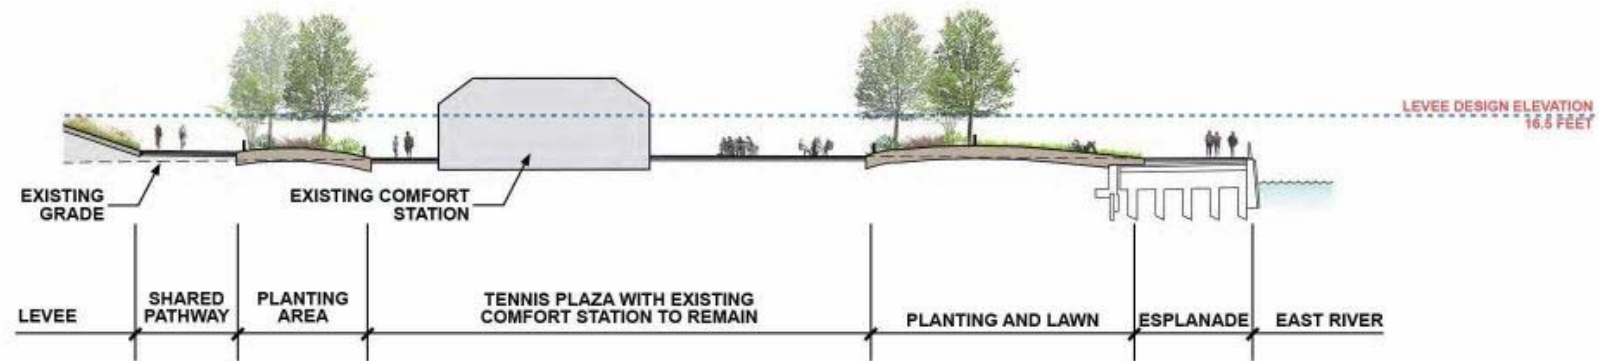 LEVEE DESIGN ELEVATION
16.5 FEET
EXISTING
GRADE
EXISTING COMFORT
STATION
LEVEE
SHARED
PATHWAY
PLANTING
AREA
TENNIS PLAZA WITH EXISTING
COMFORT STATION TO REMAIN
PLANTING AND LAWN
ESPLANADE
EAST RIVER